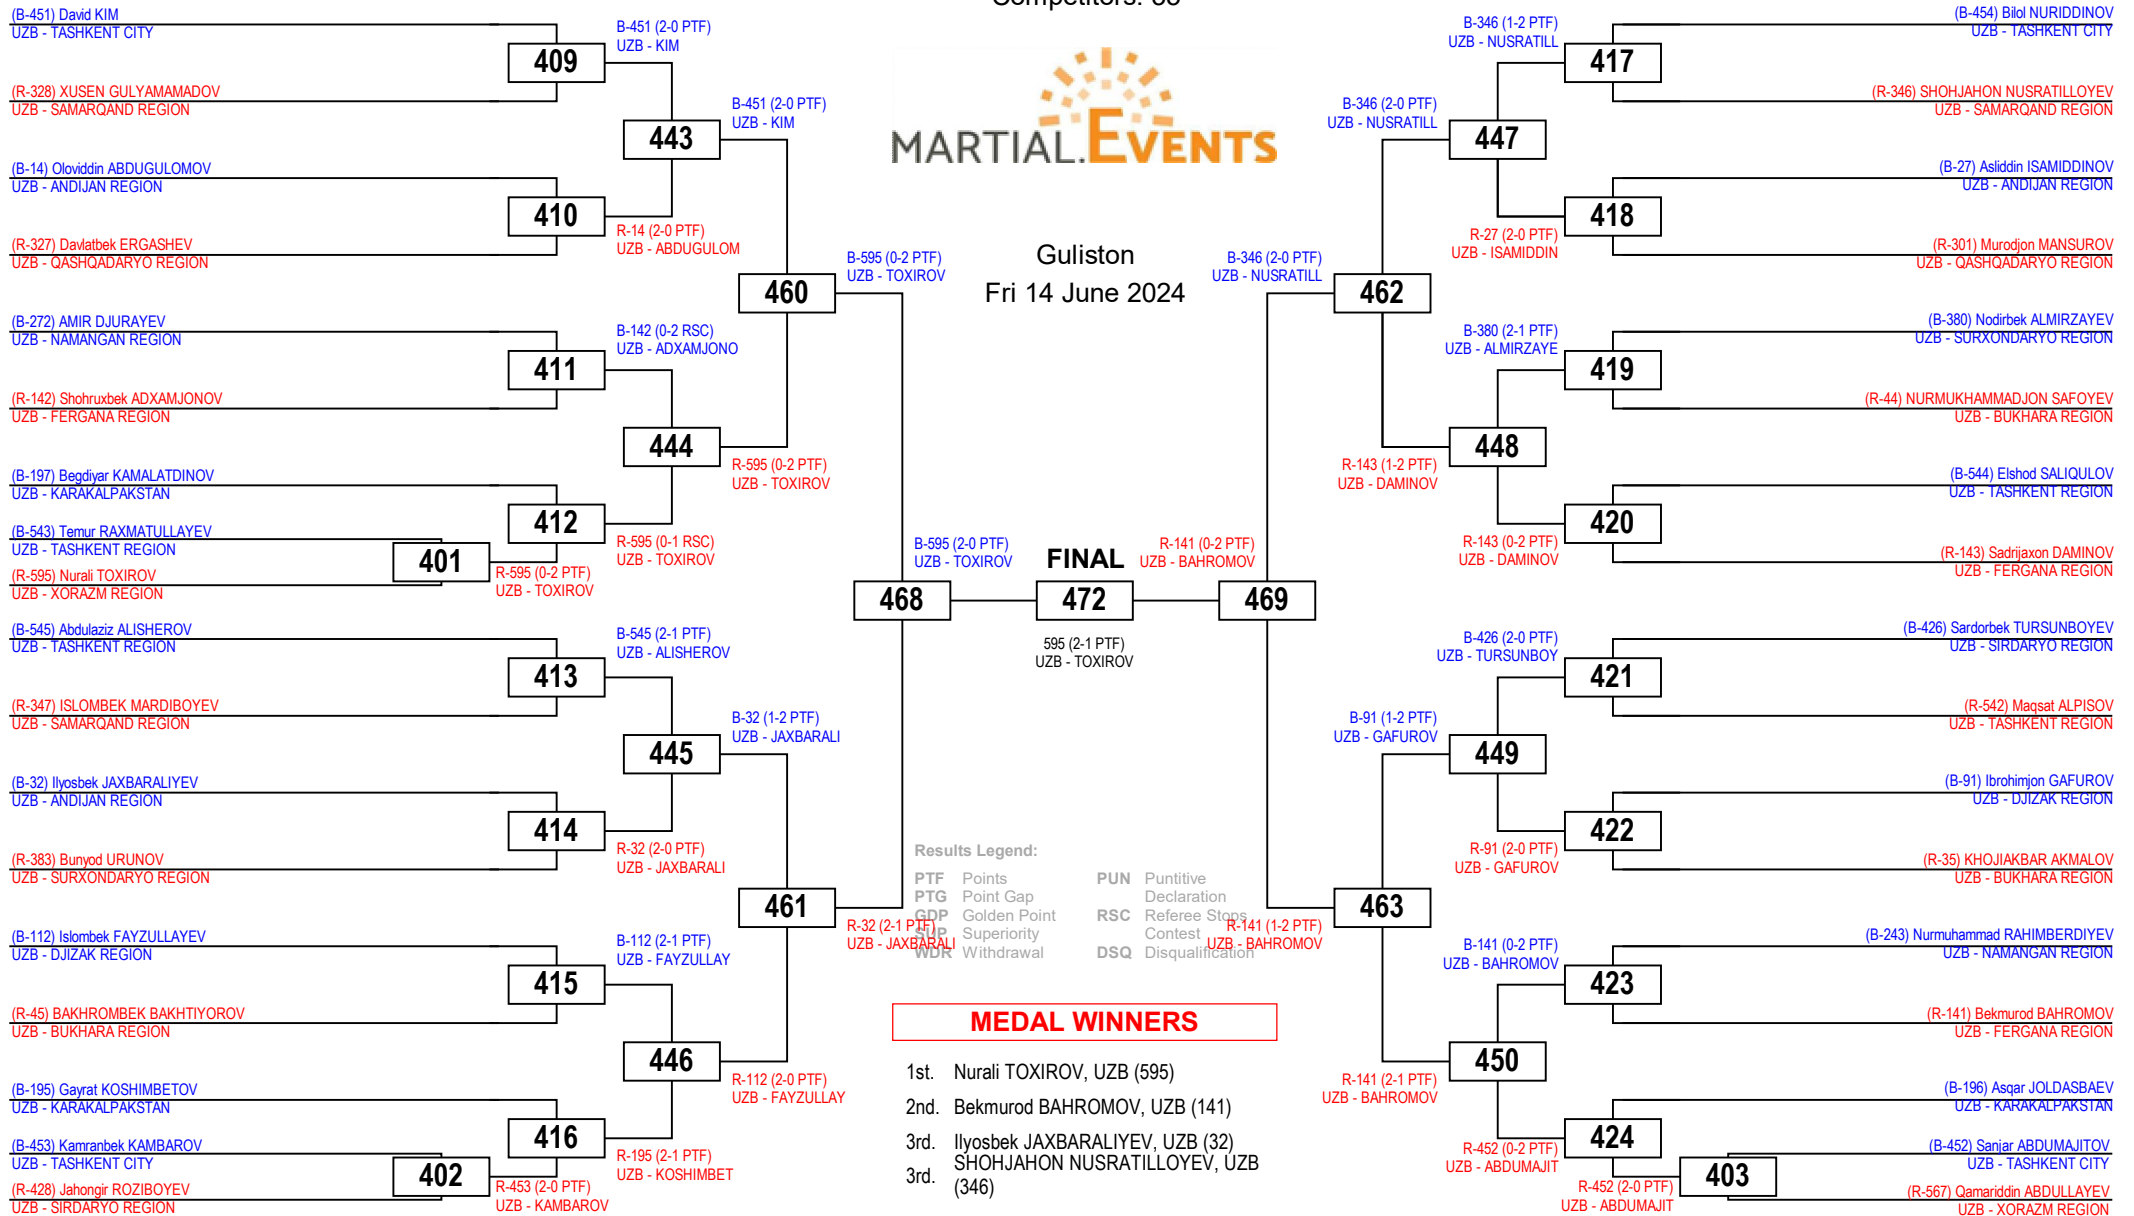 (B-451) David KIM
UZB - TASHKENT CITY
(R-328) XUSEN GULYAMAMADOV
UZB - SAMARQAND REGION
(B-14) Oloviddin ABDUGULOMOV
UZB - ANDIJAN REGION
(R-327) Davlatbek ERGASHEV
UZB - QASHQADARYO REGION
(B-272) AMIR DJURAYEV
UZB - NAMANGAN REGION
(R-142) Shohruxbek ADXAMJONOV
UZB - FERGANA REGION
(B-197) Begdiyar KAMALATDINOV
UZB - KARAKALPAKSTAN
(B-543) Temur RAXMATULLAYEV
UZB - TASHKENT REGION
(R-595) Nurali TOXIROV
UZB - XORAZM REGION
(B-545) Abdulaziz ALISHEROV
UZB - TASHKENT REGION
(R-347) ISLOMBEK MARDIBOYEV
UZB - SAMARQAND REGION
(B-32) Ilyosbek JAXBARALIYEV
UZB - ANDIJAN REGION
(R-383) Bunyod URUNOV
UZB - SURXONDARYO REGION
(B-112) Islombek FAYZULLAYEV
UZB - DJIZAK REGION
(R-45) BAKHROMBEK BAKHTIYOROV
UZB - BUKHARA REGION
(B-195) Gayrat KOSHIMBETOV
UZB - KARAKALPAKSTAN
(B-453) Kamranbek KAMBAROV
UZB - TASHKENT CITY
(R-428) Jahongir ROZIBOYEV
UZB - SIRDARYO REGION
401
R-595 (0-2 PTF)
UZB - TOXIROV
402
R-453 (2-0 PTF)
UZB - KAMBAROV
409
B-451 (2-0 PTF)
UZB - KIM
410
R-14 (2-0 PTF)
UZB - ABDUGULOM
411
B-142 (0-2 RSC)
UZB - ADXAMJONO
412
R-595 (0-1 RSC)
UZB - TOXIROV
413
B-545 (2-1 PTF)
UZB - ALISHEROV
414
R-32 (2-0 PTF)
UZB - JAXBARALI
415
B-112 (2-1 PTF)
UZB - FAYZULLAY
416
R-195 (2-1 PTF)
UZB - KOSHIMBET
443
B-451 (2-0 PTF)
UZB - KIM
444
R-595 (0-2 PTF)
UZB - TOXIROV
445
B-32 (1-2 PTF)
UZB - JAXBARALI
446
R-112 (2-0 PTF)
UZB - FAYZULLAY
460
B-595 (0-2 PTF)
UZB - TOXIROV
461
R-32 (2-1 PTF)
UZB - JAXBARALI
468
B-595 (2-0 PTF)
UZB - TOXIROV
MARTIAL.EVENTS
Guliston
Fri 14 June 2024
FINAL
472
595 (2-1 PTF)
UZB - TOXIROV
Results Legend:
PTF Points
PTG Point Gap
GDP Golden Point
SUP Superiority
WDR Withdrawal
PUN Puntitive
Declaration
RSC Referee Stops
Contest
DSQ Disqualification
MEDAL WINNERS
1st. Nurali TOXIROV, UZB (595)
2nd. Bekmurod BAHROMOV, UZB (141)
3rd. Ilyosbek JAXBARALIYEV, UZB (32)
3rd. SHOHJAHON NUSRATILLOYEV, UZB
(346)
R-141 (0-2 PTF)
UZB - BAHROMOV
469
B-346 (2-0 PTF)
UZB - NUSRATILL
462
R-141 (1-2 PTF)
UZB - BAHROMOV
463
B-346 (2-0 PTF)
UZB - NUSRATILL
447
R-143 (1-2 PTF)
UZB - DAMINOV
448
B-91 (1-2 PTF)
UZB - GAFUROV
449
R-141 (2-1 PTF)
UZB - BAHROMOV
450
B-346 (1-2 PTF)
UZB - NUSRATILL
417
R-27 (2-0 PTF)
UZB - ISAMIDDIN
418
B-380 (2-1 PTF)
UZB - ALMIRZAYE
419
R-143 (0-2 PTF)
UZB - DAMINOV
420
B-426 (2-0 PTF)
UZB - TURSUNBOY
421
R-91 (2-0 PTF)
UZB - GAFUROV
422
B-141 (0-2 PTF)
UZB - BAHROMOV
423
R-452 (0-2 PTF)
UZB - ABDUMAJIT
424
R-452 (2-0 PTF)
UZB - ABDUMAJIT
403
(B-454) Bilol NURIDDINOV
UZB - TASHKENT CITY
(R-346) SHOHJAHON NUSRATILLOYEV
UZB - SAMARQAND REGION
(B-27) Asliddin ISAMIDDINOV
UZB - ANDIJAN REGION
(R-301) Murodjon MANSUROV
UZB - QASHQADARYO REGION
(B-380) Nodirbek ALMIRZAYEV
UZB - SURXONDARYO REGION
(R-44) NURMUKHAMMADJON SAFOYEV
UZB - BUKHARA REGION
(B-544) Elshod SALIQULOV
UZB - TASHKENT REGION
(R-143) Sadrijaxon DAMINOV
UZB - FERGANA REGION
(B-426) Sardorbek TURSUNBOYEV
UZB - SIRDARYO REGION
(R-542) Maqsat ALPISOV
UZB - TASHKENT REGION
(B-91) Ibrohimjon GAFUROV
UZB - DJIZAK REGION
(R-35) KHOJIAKBAR AKMALOV
UZB - BUKHARA REGION
(B-243) Nurmuhammad RAHIMBERDIYEV
UZB - NAMANGAN REGION
(R-141) Bekmurod BAHROMOV
UZB - FERGANA REGION
(B-196) Asqar JOLDASBAEV
UZB - KARAKALPAKSTAN
(B-452) Sanjar ABDUMAJITOV
UZB - TASHKENT CITY
(R-567) Qamariddin ABDULLAYEV
UZB - XORAZM REGION